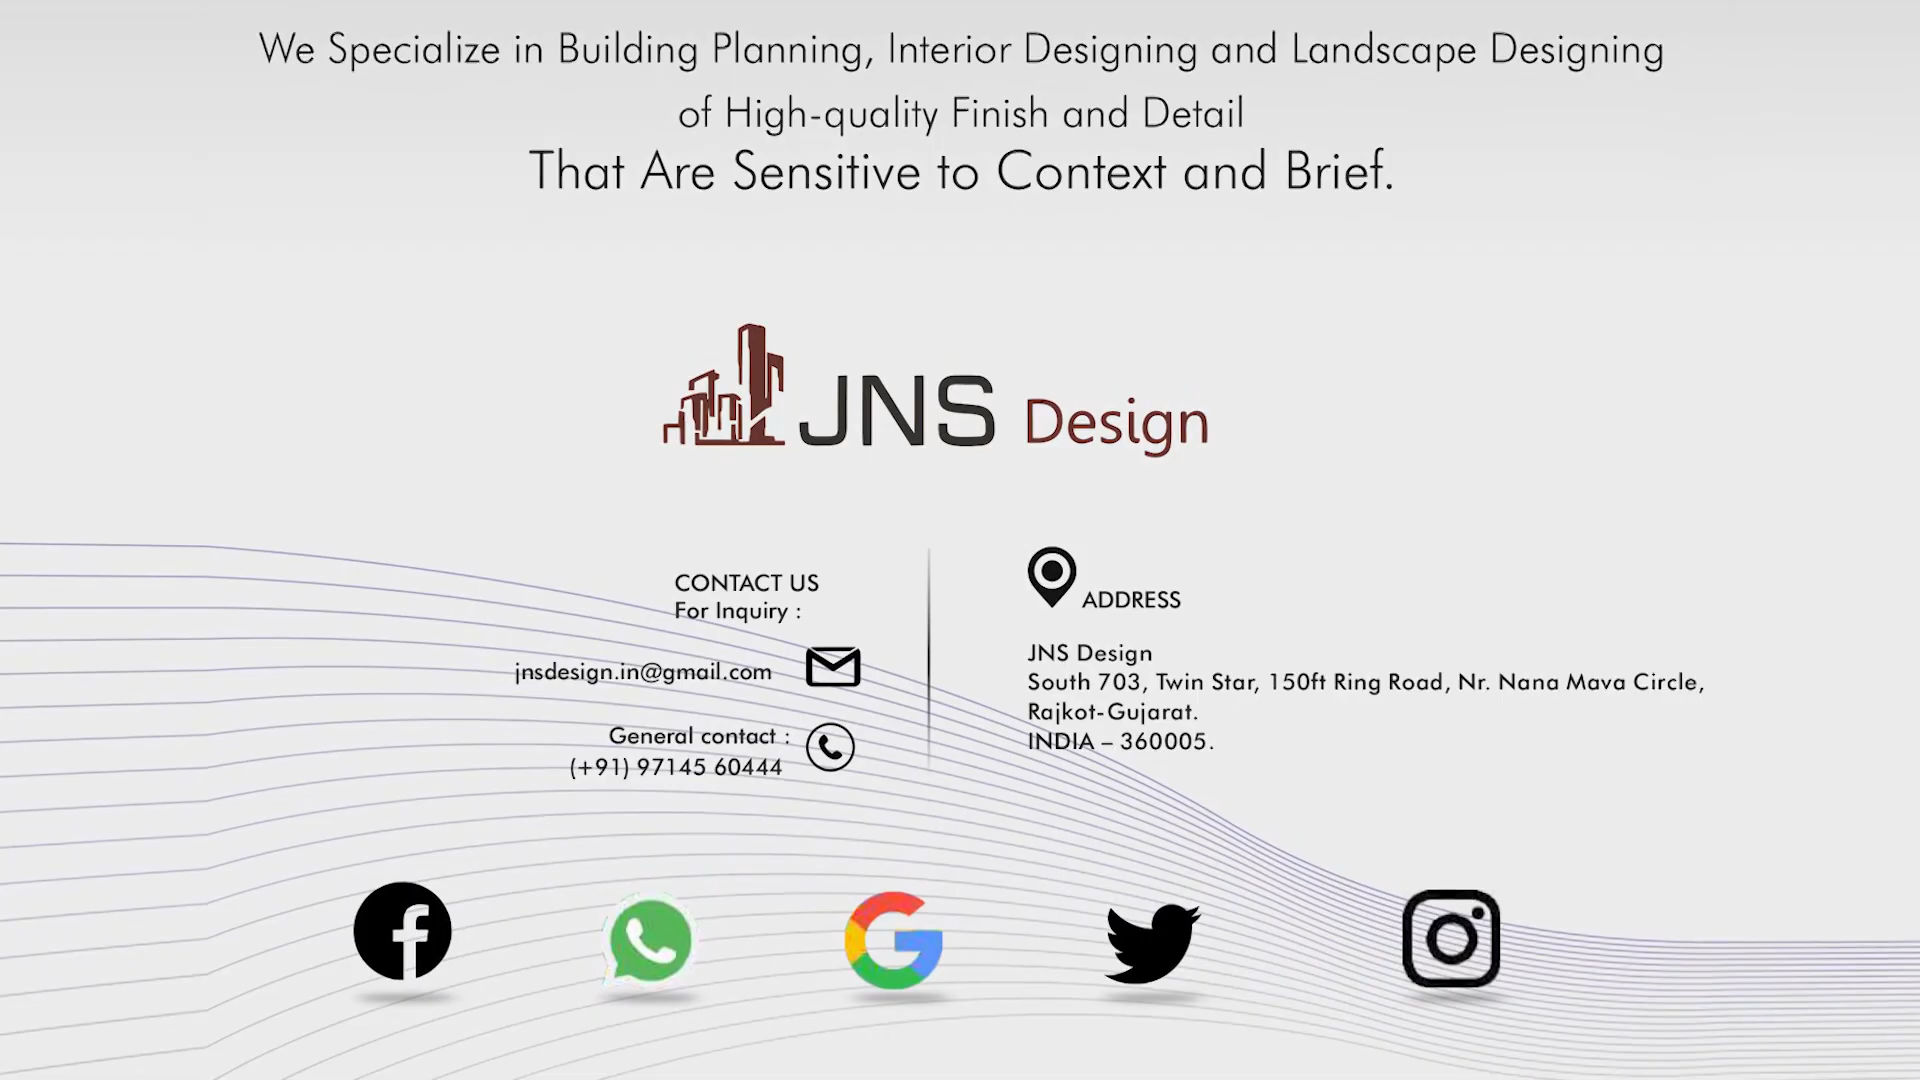 We Specialize in Building Planning, Interior Designing and Landscape Designing
of High-quality Finish and Detail
That Are Sensitive to Context and Brief.
JNS Design
CONTACT US
For Inquiry :
jnsdesign.in@gmail.com
General contact :
(+91) 97145 60444
ADDRESS
JNS Design
South 703, Twin Star, 150ft Ring Road, Nr. Nana Mava Circle,
Rajkot-Gujarat.
INDIA – 360005.